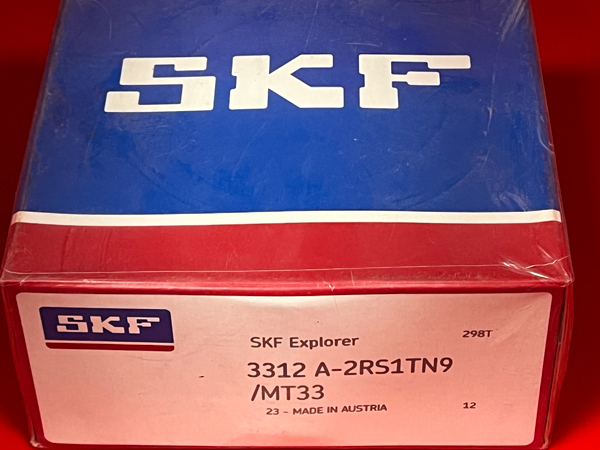 SKF
SKF
SKF Explorer
298T
3312 A-2RS1TN9
/MT33
23 - MADE IN AUSTRIA
12